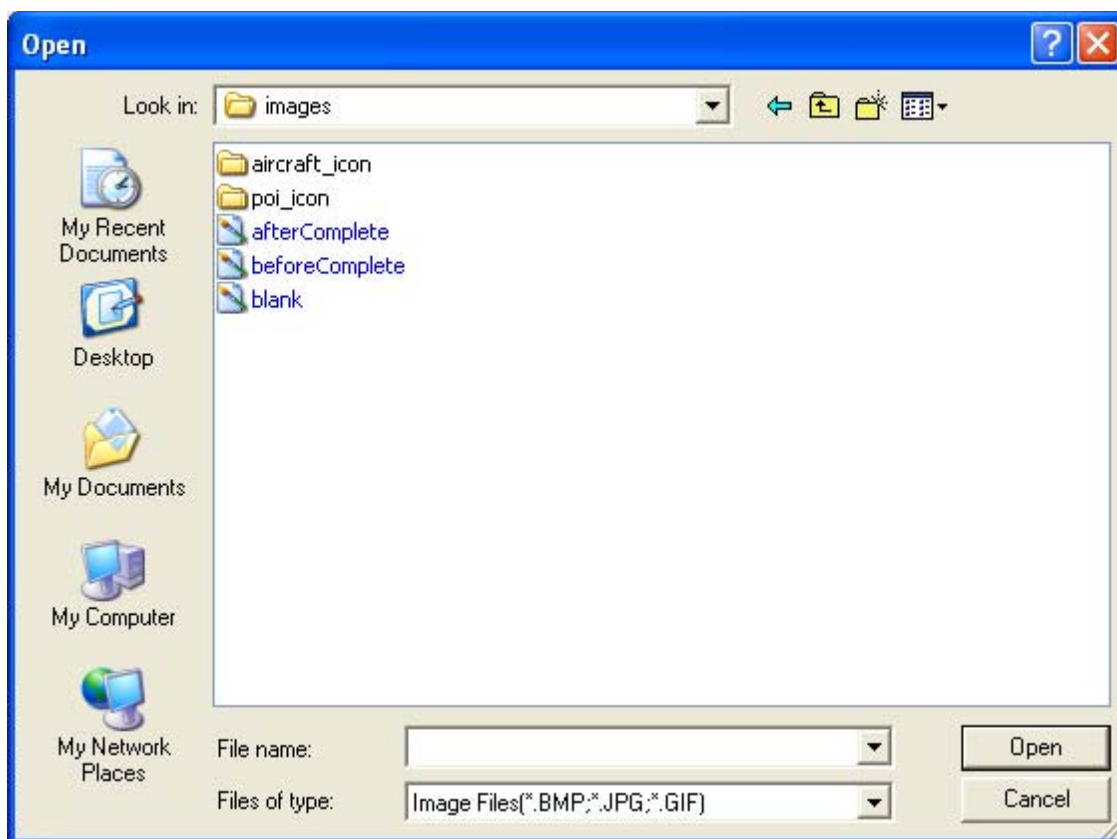 Open
Look in: images
aircraft_icon
poi_icon
afterComplete
beforeComplete
blank
My Recent
Documents
Desktop
My Documents
My Computer
My Network
Places
File name:
Open
Files of type: Image Files(*.BMP;*.JPG;*.GIF)
Cancel